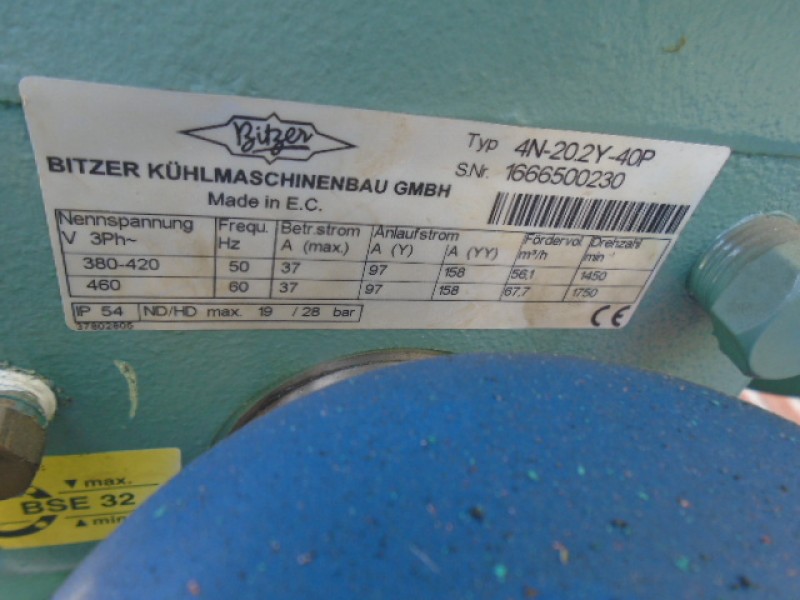 Bitzer
BITZER KÜHLMASCHINENBAU GMBH
Made in E.C.
Typ 4N-20.2Y-40P
S.Nr. 1666500230
Nennspannung Frequ. Betr.strom Anlaufstrom Fördervol Drehzahl
V 3Ph~ Hz A (max.) A (Y) A (YY) m³/h min
380-420 50 37 97 158 56,1 1450
460 60 37 97 158 67,7 1750
IP 54 ND/HD max. 19 / 28 bar
CE
37802805
▼ max.
BSE 32
▲ min